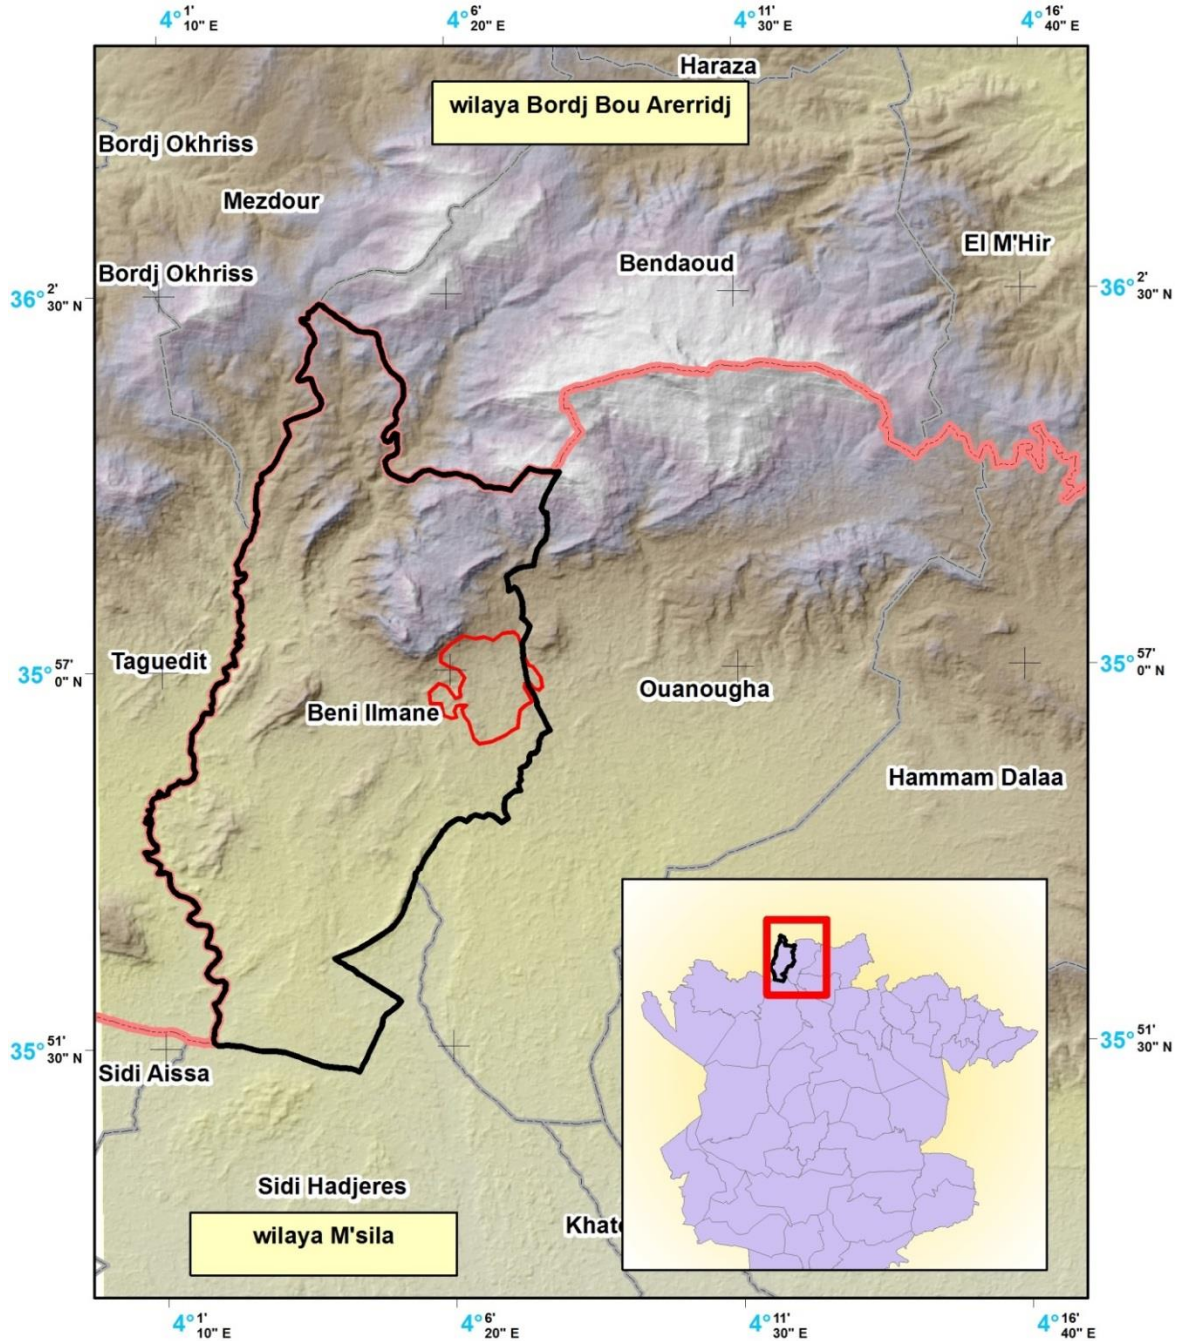 4° 1' 10" E
4° 6' 20" E
4° 11' 30" E
4° 16' 40" E
Haraza
wilaya Bordj Bou Arerridj
Bordj Okhriss
Mezdour
El M'Hir
Bendaoud
Bordj Okhriss
36° 2' 30" N
36° 2' 30" N
Taguedit
35° 57' 0" N
35° 57' 0" N
Ouanougha
Beni Ilmane
Hammam Dalaa
35° 51' 30" N
35° 51' 30" N
Sidi Aissa
Sidi Hadjeres
Khat
wilaya M'sila
4° 1' 10" E
4° 6' 20" E
4° 11' 30" E
4° 16' 40" E